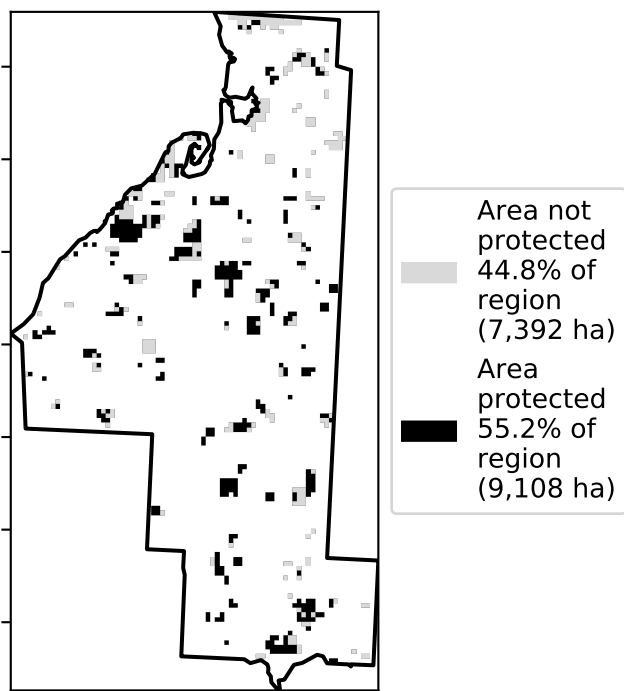 Area not
protected
44.8% of
region
(7,392 ha)
Area
protected
55.2% of
region
(9,108 ha)